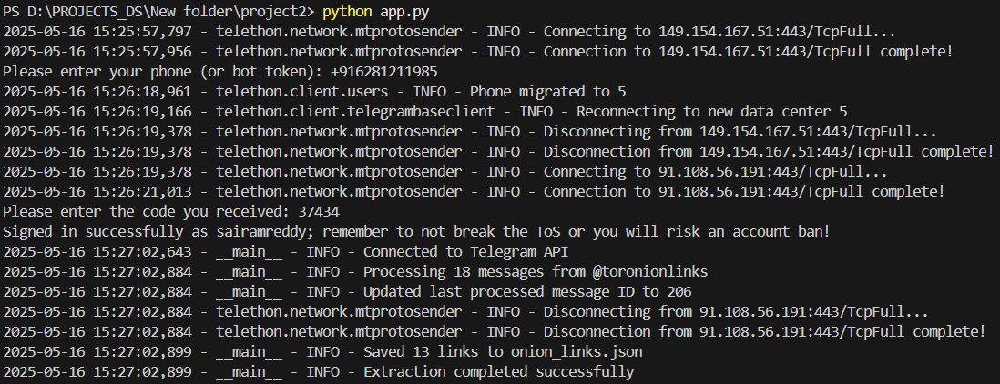 PS D:\PROJECTS_DS\New folder\project2> python app.py
2025-05-16 15:25:57,797 - telethon.network.mtprotosender - INFO - Connecting to 149.154.167.51:443/TcpFull...
2025-05-16 15:25:57,956 - telethon.network.mtprotosender - INFO - Connection to 149.154.167.51:443/TcpFull complete!
Please enter your phone (or bot token): +916281211985
2025-05-16 15:26:18,961 - telethon.client.users - INFO - Phone migrated to 5
2025-05-16 15:26:19,166 - telethon.client.telegrambaseclient - INFO - Reconnecting to new data center 5
2025-05-16 15:26:19,378 - telethon.network.mtprotosender - INFO - Disconnecting from 149.154.167.51:443/TcpFull...
2025-05-16 15:26:19,378 - telethon.network.mtprotosender - INFO - Disconnection from 149.154.167.51:443/TcpFull complete!
2025-05-16 15:26:19,378 - telethon.network.mtprotosender - INFO - Connecting to 91.108.56.191:443/TcpFull...
2025-05-16 15:26:21,013 - telethon.network.mtprotosender - INFO - Connection to 91.108.56.191:443/TcpFull complete!
Please enter the code you received: 37434
Signed in successfully as sairamreddy; remember to not break the ToS or you will risk an account ban!
2025-05-16 15:27:02,643 - __main__ - INFO - Connected to Telegram API
2025-05-16 15:27:02,884 - __main__ - INFO - Processing 18 messages from @toronionlinks
2025-05-16 15:27:02,884 - __main__ - INFO - Updated last processed message ID to 206
2025-05-16 15:27:02,884 - telethon.network.mtprotosender - INFO - Disconnecting from 91.108.56.191:443/TcpFull...
2025-05-16 15:27:02,884 - telethon.network.mtprotosender - INFO - Disconnection from 91.108.56.191:443/TcpFull complete!
2025-05-16 15:27:02,899 - __main__ - INFO - Saved 13 links to onion_links.json
2025-05-16 15:27:02,899 - __main__ - INFO - Extraction completed successfully